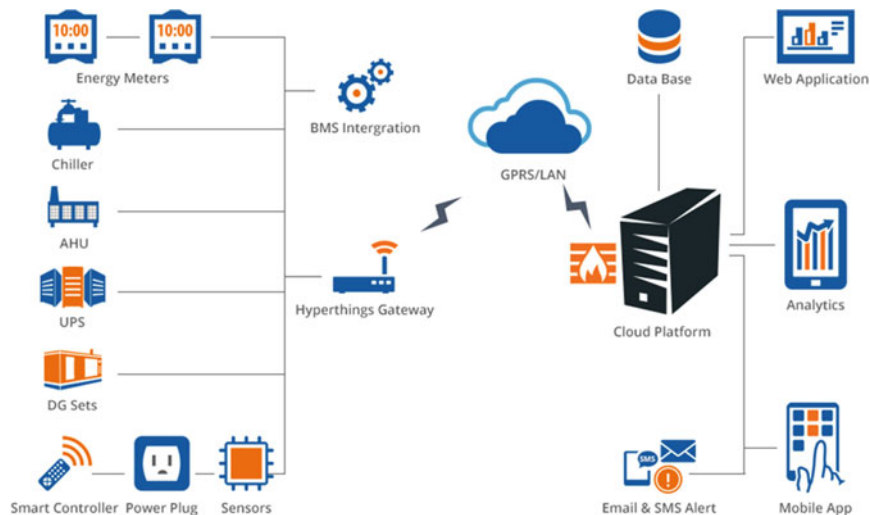 10:00
10:00
Energy Meters
BMS Intergration
Chiller
AHU
UPS
DG Sets
Smart Controller
Power Plug
Sensors
Hyperthings Gateway
GPRS/LAN
Data Base
Cloud Platform
Web Application
Analytics
SMS
!
Email & SMS Alert
Mobile App